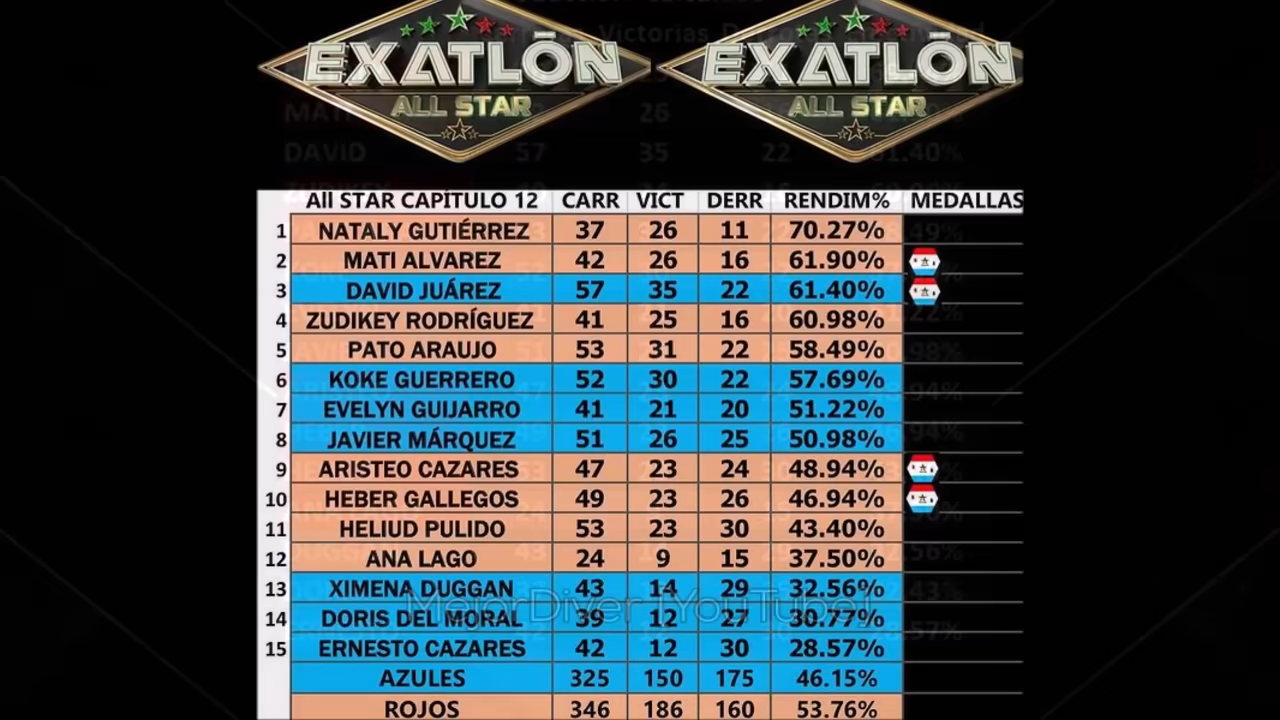 EXATLŌN EXATLŌN
ALL STAR ALL STAR
All STAR CAPÍTULO 12 CARR VICT DERR RENDIM% MEDALLAS
1 NATALY GUTIÉRREZ 37 26 11 70.27%
2 MATI ALVAREZ 42 26 16 61.90%
3 DAVID JUÁREZ 57 35 22 61.40%
4 ZUDIKEY RODRÍGUEZ 41 25 16 60.98%
5 PATO ARAUJO 53 31 22 58.49%
6 KOKE GUERRERO 52 30 22 57.69%
7 EVELYN GUIJARRO 41 21 20 51.22%
8 JAVIER MÁRQUEZ 51 26 25 50.98%
9 ARISTEO CAZARES 47 23 24 48.94%
10 HEBER GALLEGOS 49 23 26 46.94%
11 HELIUD PULIDO 53 23 30 43.40%
12 ANA LAGO 24 9 15 37.50%
13 XIMENA DUGGAN 43 14 29 32.56%
MejorDiver [YouTube]
14 DORIS DEL MORAL 39 12 27 30.77%
15 ERNESTO CAZARES 42 12 30 28.57%
AZULES 325 150 175 46.15%
ROJOS 346 186 160 53.76%